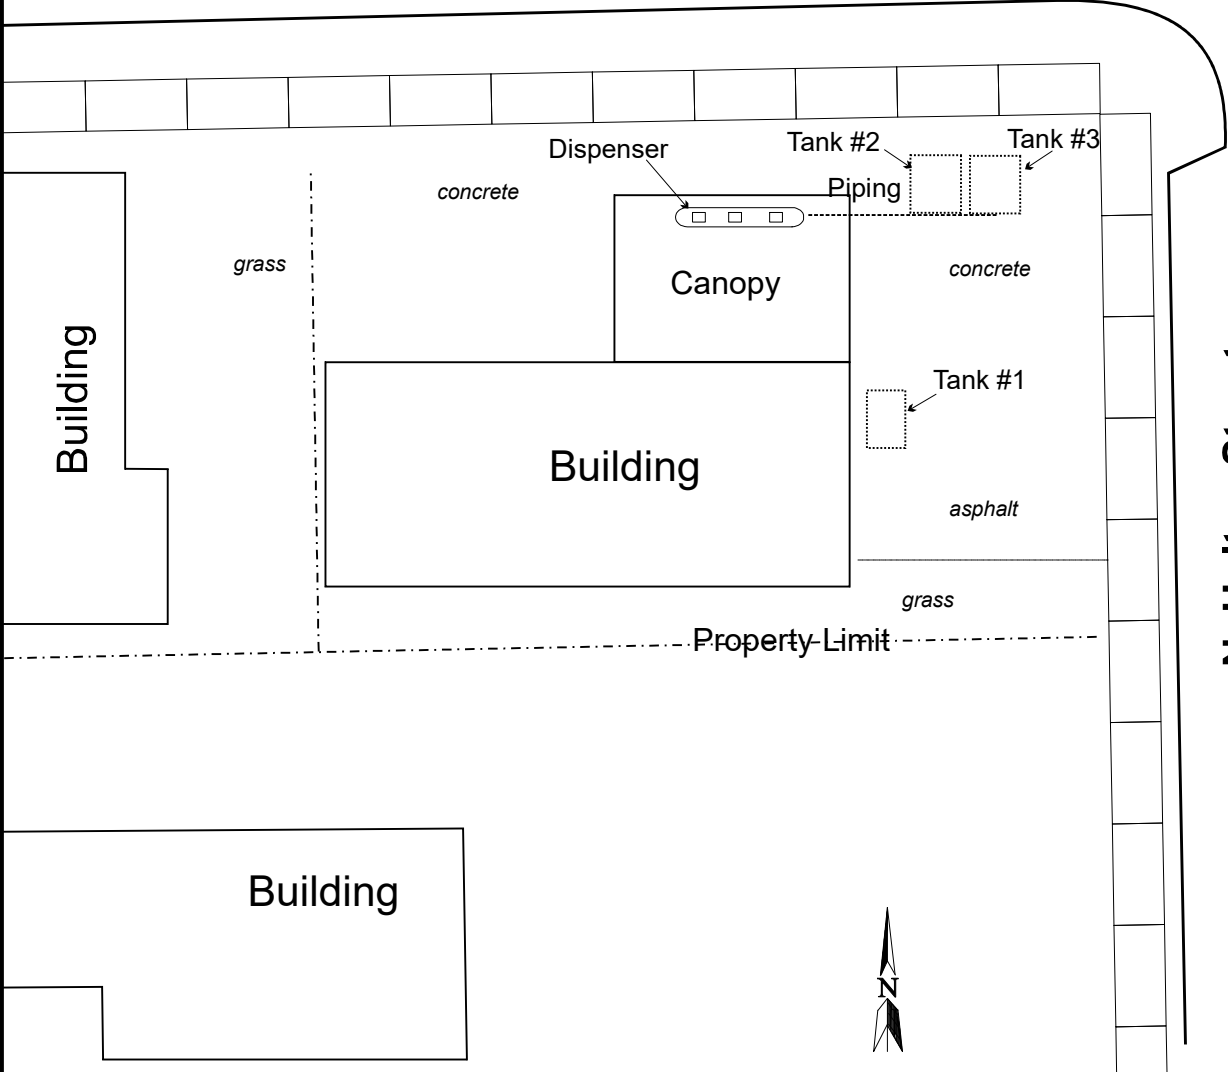 Tank #2
Tank #3
Dispenser
Piping
concrete
grass
concrete
Canopy
Building
Tank #1
Building
asphalt
grass
Property Limit
Building
N